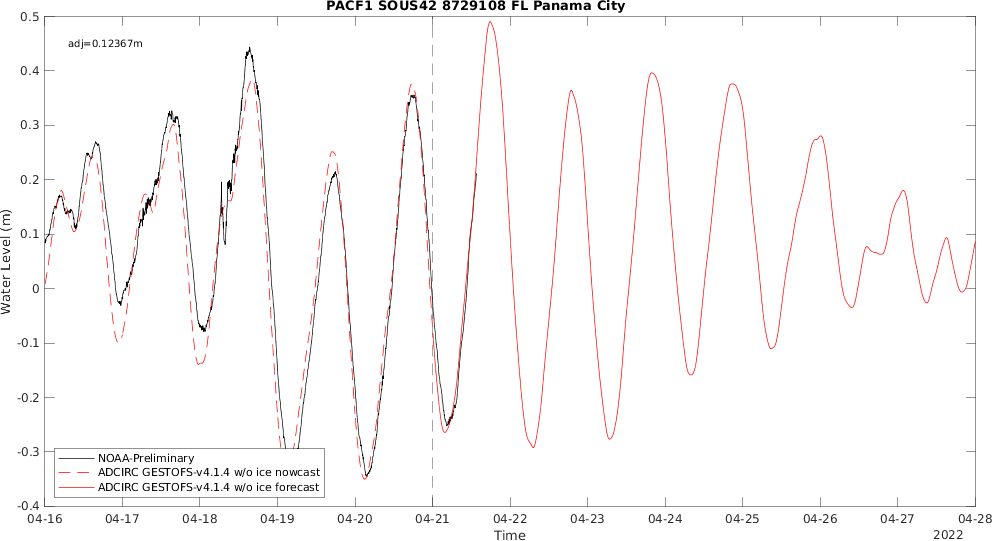 PACF1 SOUS42 8729108 FL Panama City
adj=0.12367m
0.5
0.4
0.3
0.2
0.1
0
-0.1
-0.2
-0.3
-0.4
Water Level (m)
NOAA-Preliminary
ADCIRC GESTOFS-v4.1.4 w/o ice nowcast
ADCIRC GESTOFS-v4.1.4 w/o ice forecast
04-16 04-17 04-18 04-19 04-20 04-21 04-22 04-23 04-24 04-25 04-26 04-27 04-28
Time
2022